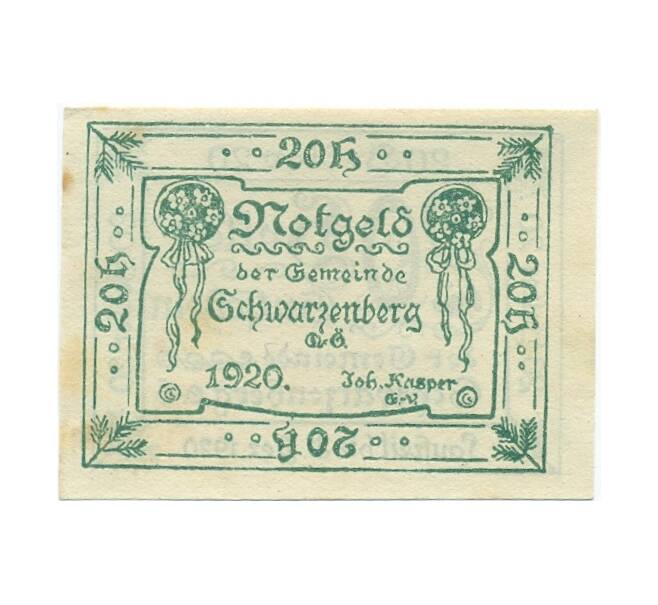 20 H
Notgeld
der Gemeinde
Schwarzenberg
N.Ö.
1920. Joh. Kasper
20 H
20 H
20 H